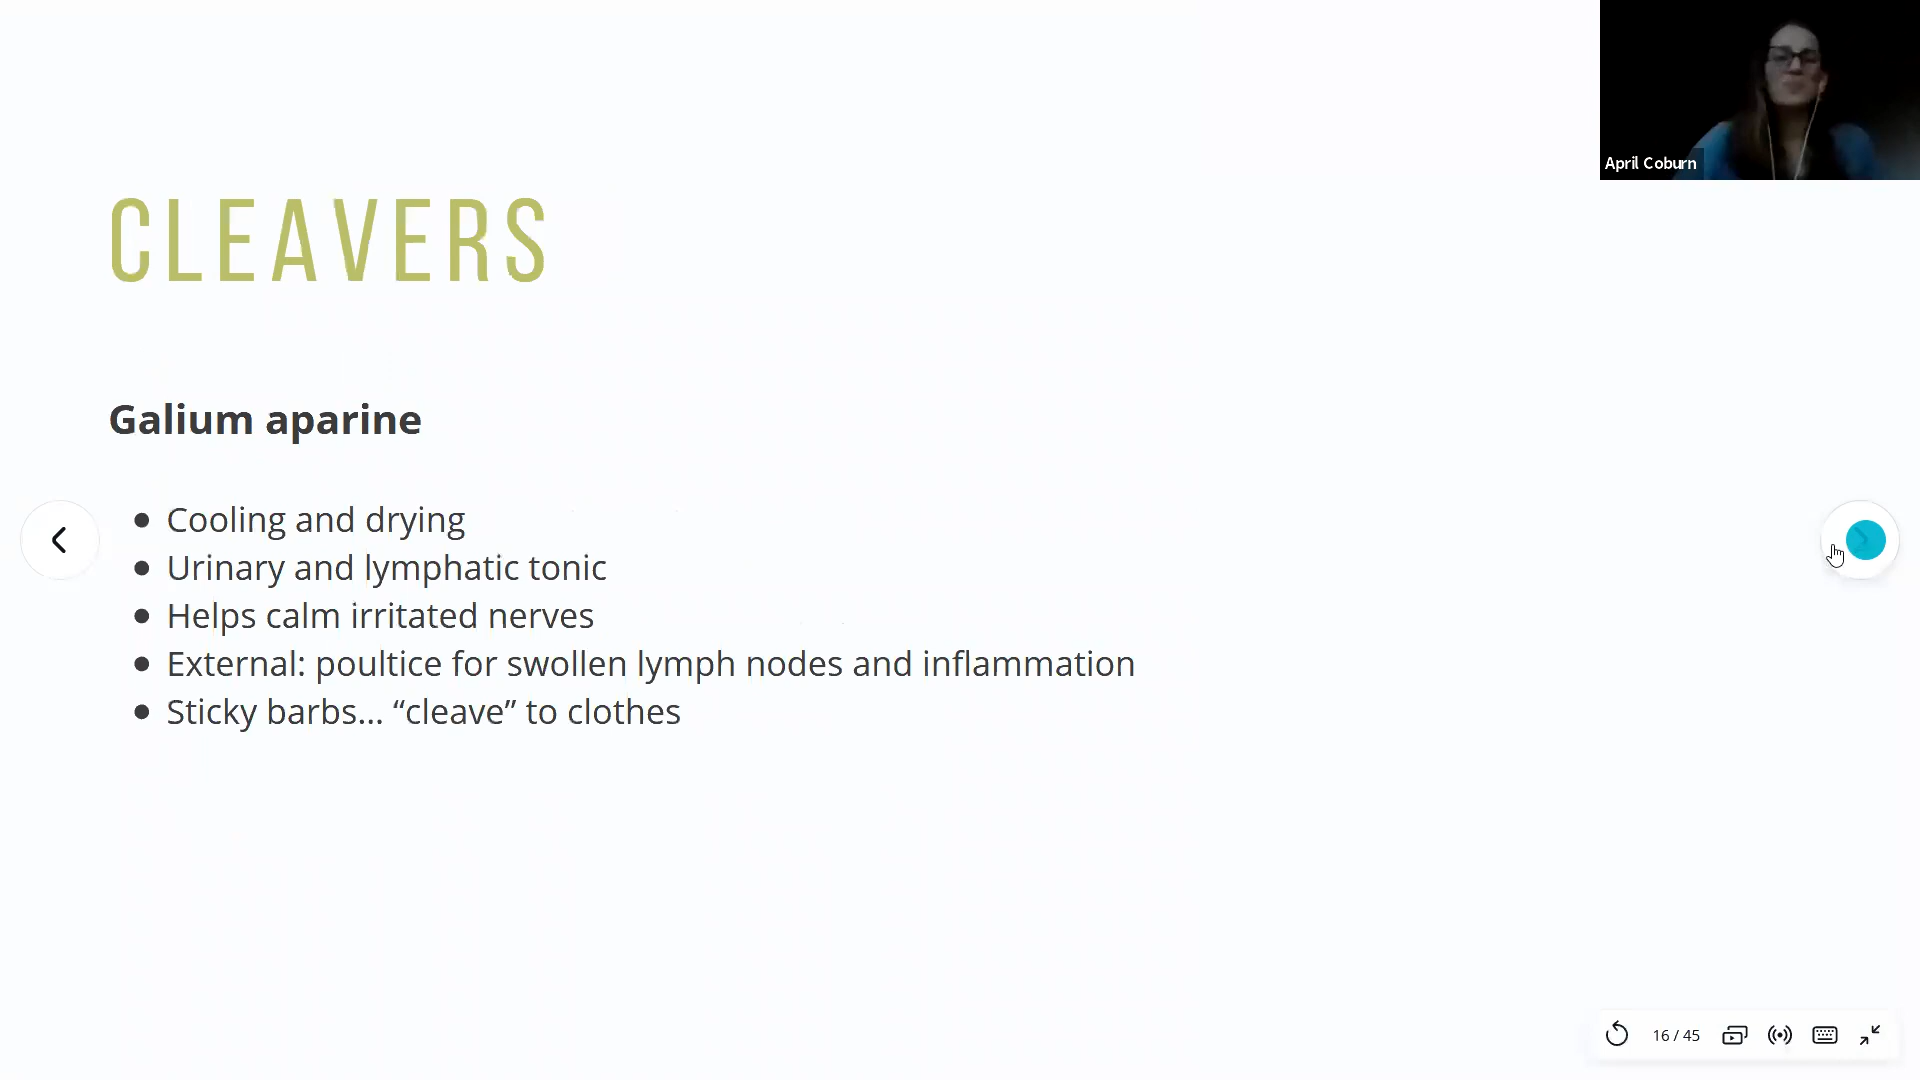 April Coburn
CLEAVERS
Galium aparine
• Cooling and drying
• Urinary and lymphatic tonic
• Helps calm irritated nerves
• External: poultice for swollen lymph nodes and inflammation
• Sticky barbs... “cleave” to clothes
16 / 45